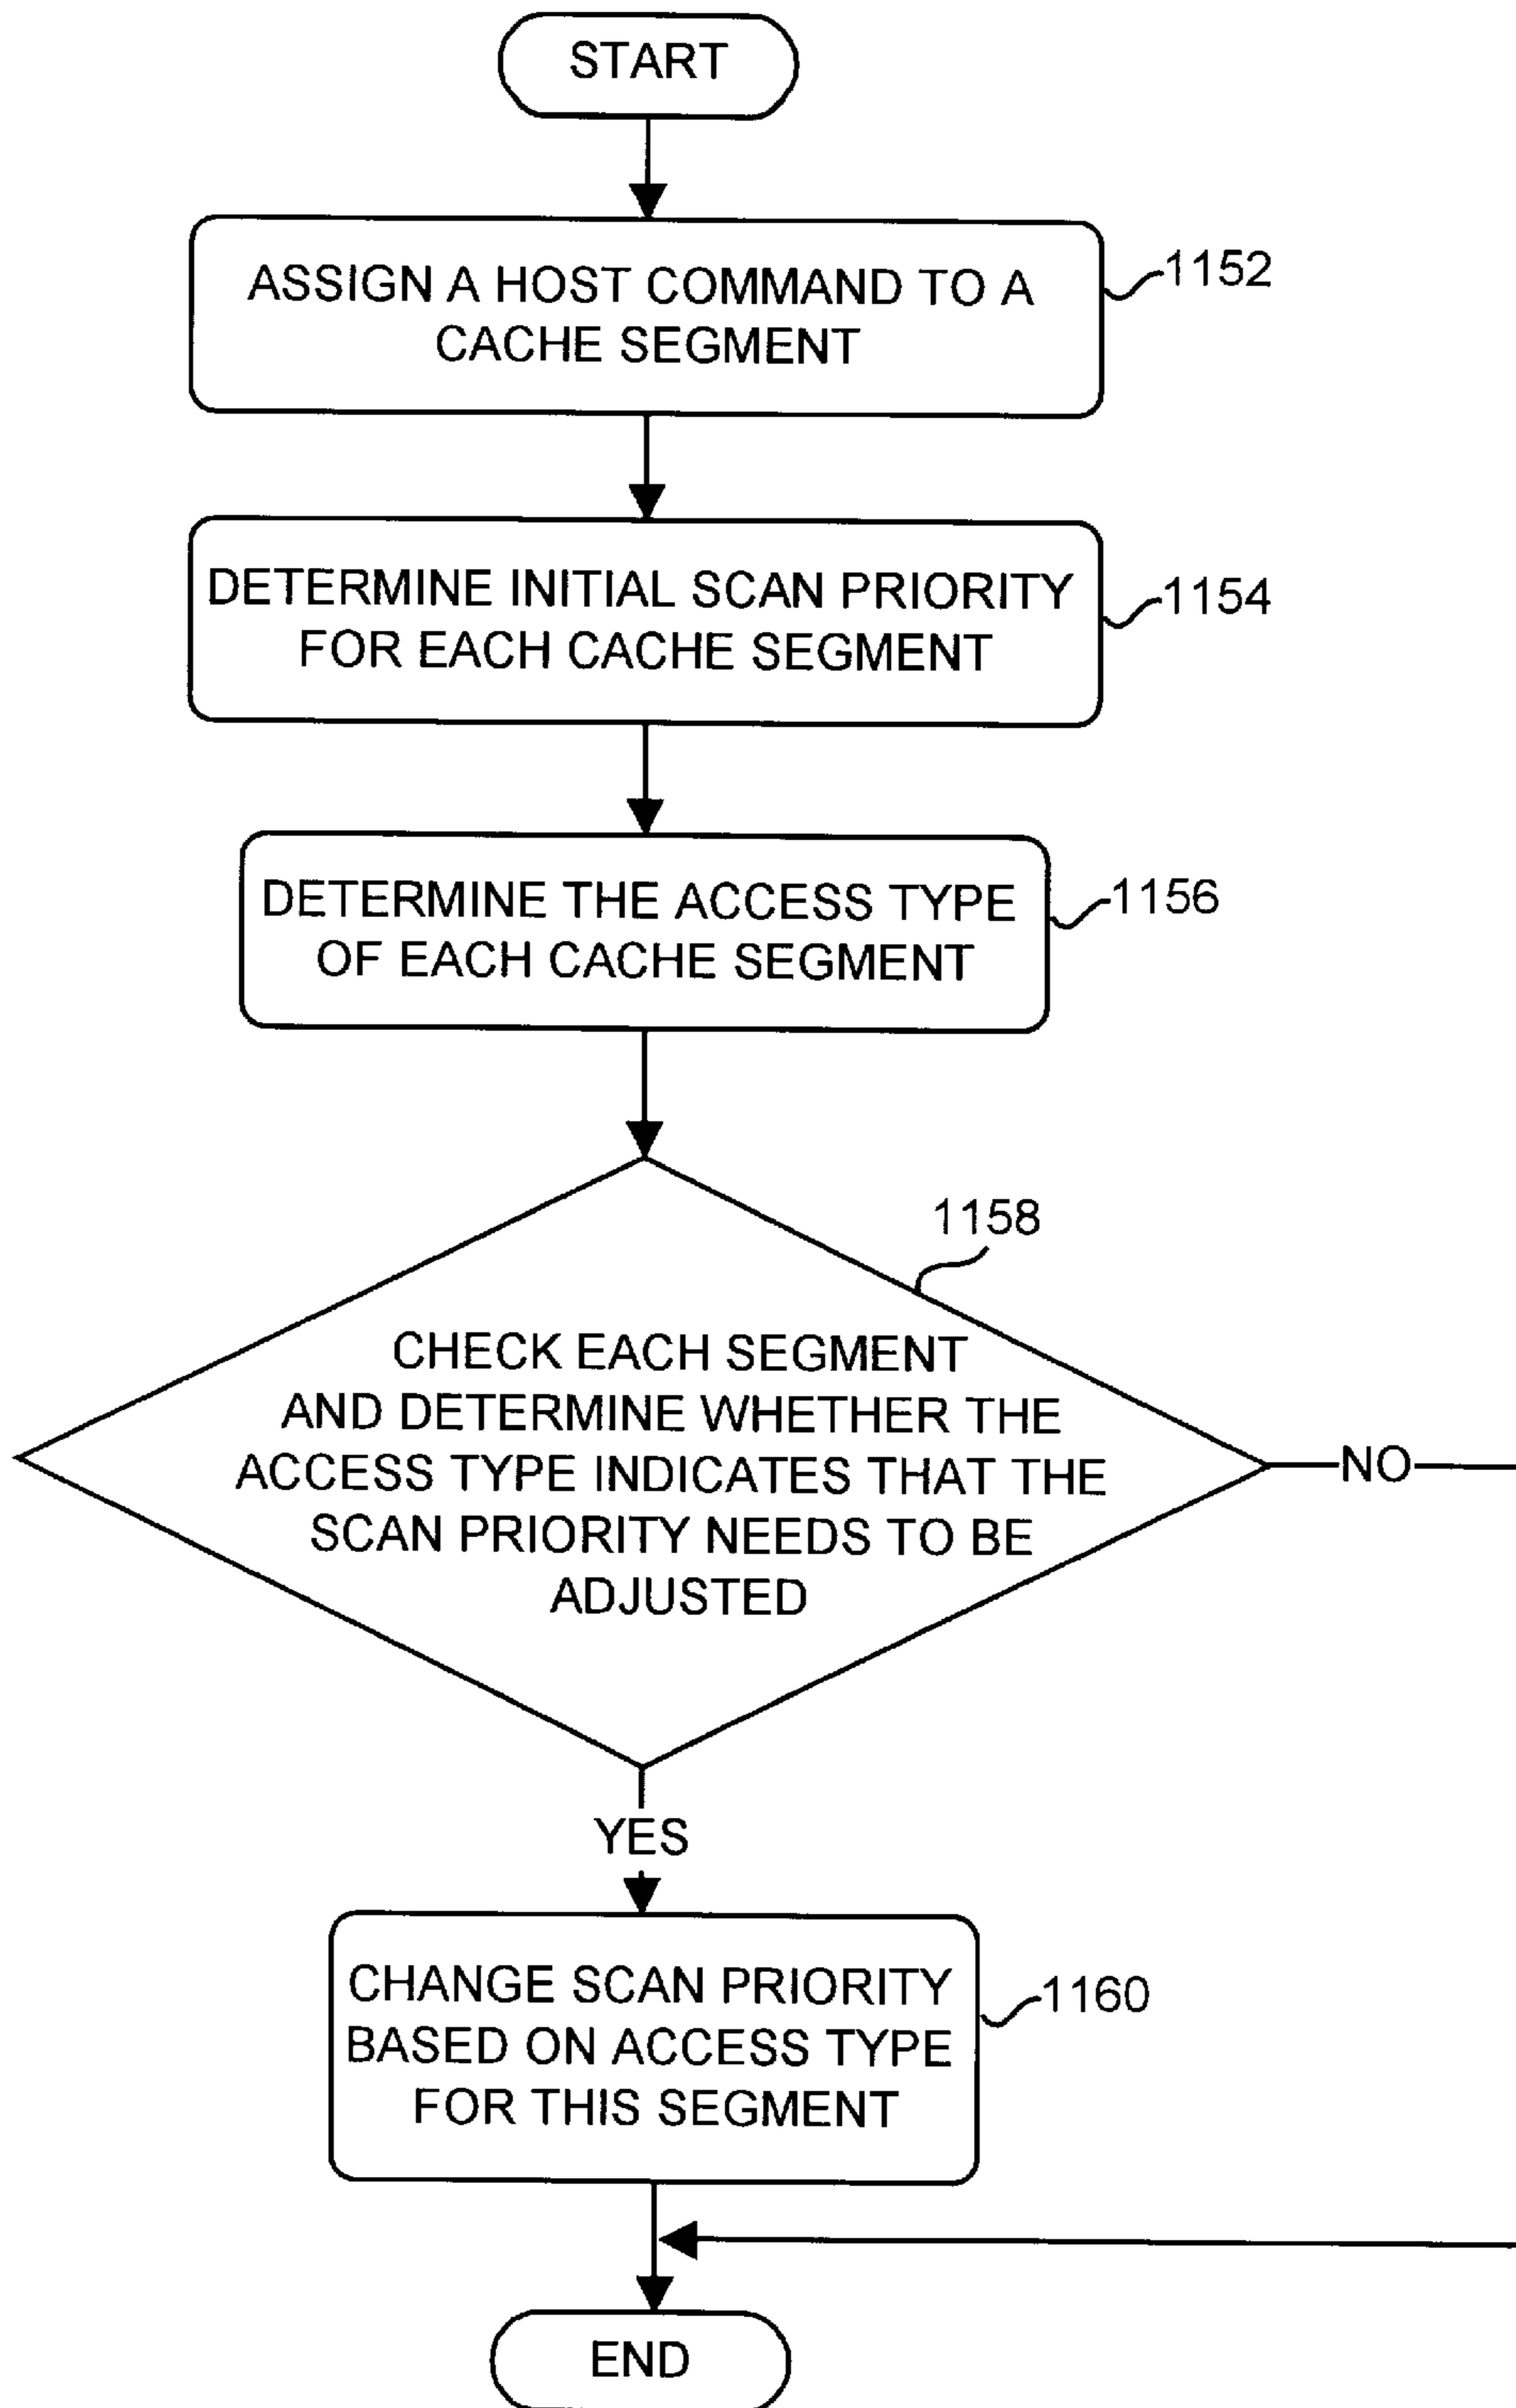 START
ASSIGN A HOST COMMAND TO A
CACHE SEGMENT
1152
DETERMINE INITIAL SCAN PRIORITY
FOR EACH CACHE SEGMENT
1154
DETERMINE THE ACCESS TYPE
OF EACH CACHE SEGMENT
1156
1158
CHECK EACH SEGMENT
AND DETERMINE WHETHER THE
ACCESS TYPE INDICATES THAT THE
SCAN PRIORITY NEEDS TO BE
ADJUSTED
NO
YES
CHANGE SCAN PRIORITY
BASED ON ACCESS TYPE
FOR THIS SEGMENT
1160
END